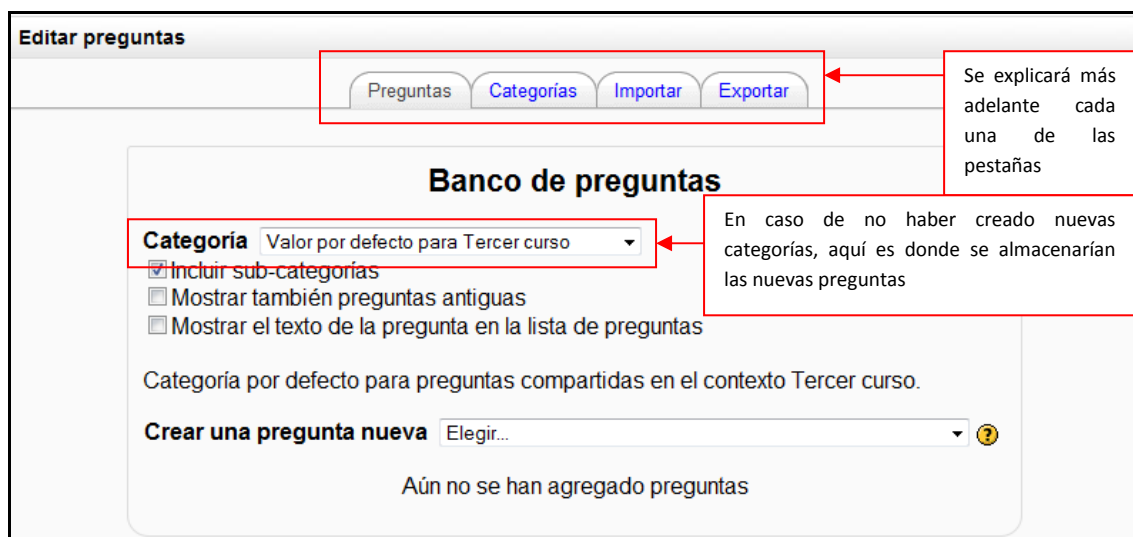 Editar preguntas
Preguntas Categorías Importar Exportar
Se explicará más
adelante cada
una de las
pestañas
Banco de preguntas
En caso de no haber creado nuevas
categorías, aquí es donde se almacenarían
las nuevas preguntas
Categoría Valor por defecto para Tercer curso
Incluir sub-categorías
Mostrar también preguntas antiguas
Mostrar el texto de la pregunta en la lista de preguntas
Categoría por defecto para preguntas compartidas en el contexto Tercer curso.
Crear una pregunta nueva Elegir... ?
Aún no se han agregado preguntas